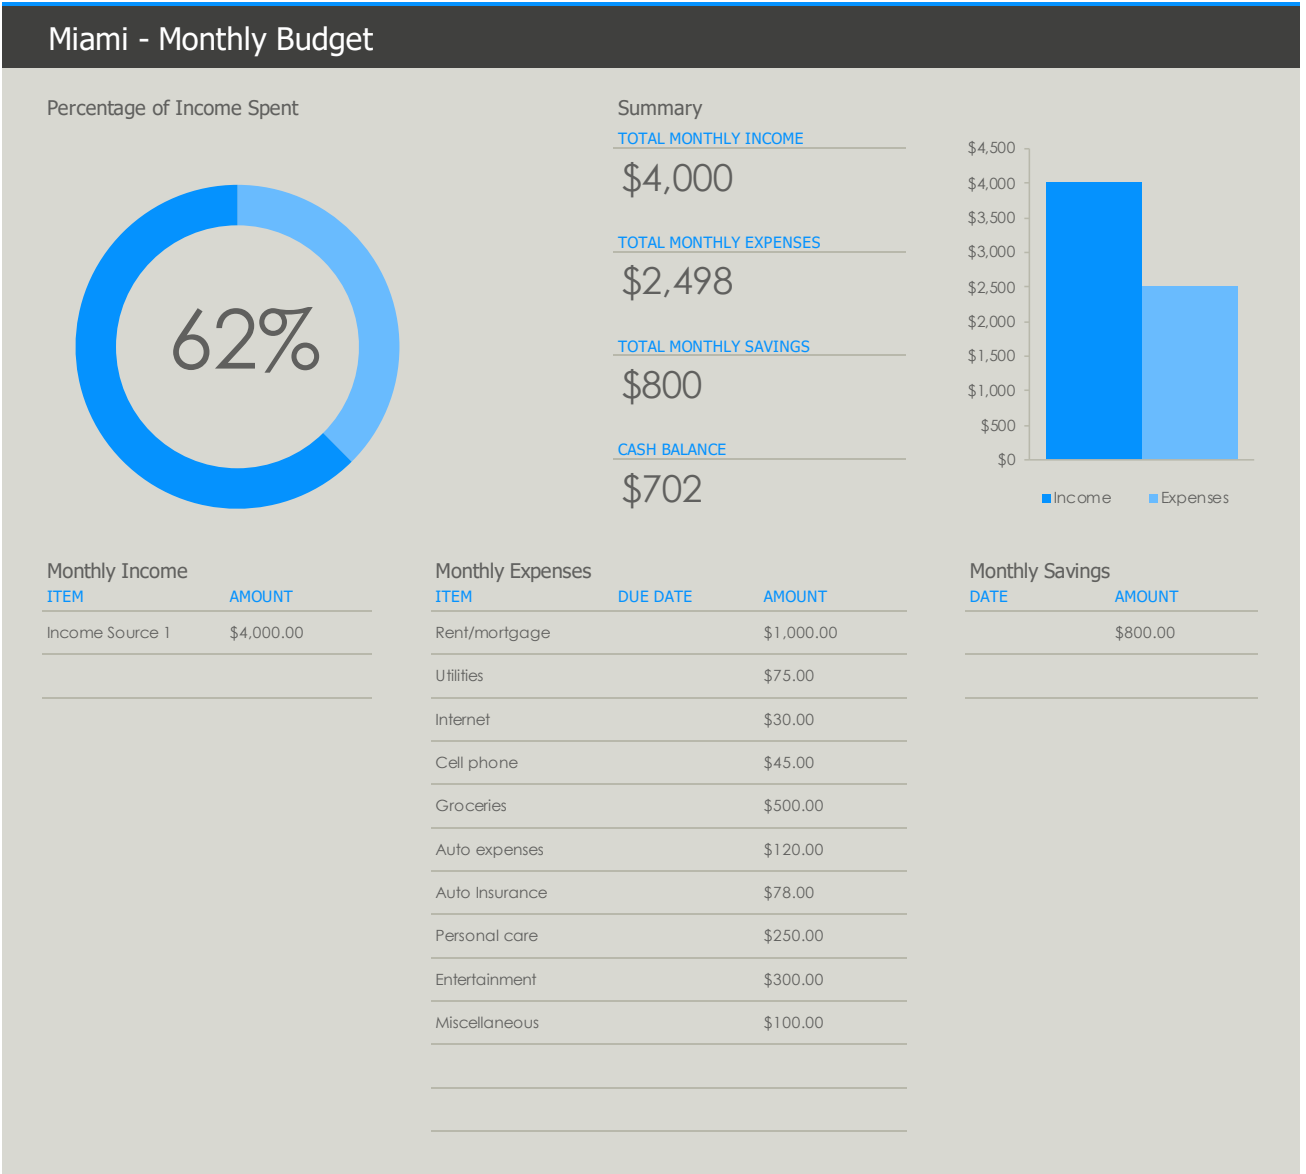 Miami - Monthly Budget
Percentage of Income Spent
62%
Summary
TOTAL MONTHLY INCOME
$4,000
TOTAL MONTHLY EXPENSES
$2,498
TOTAL MONTHLY SAVINGS
$800
CASH BALANCE
$702
$4,500
$4,000
$3,500
$3,000
$2,500
$2,000
$1,500
$1,000
$500
$0
Income Expenses
Monthly Income
ITEM AMOUNT
Income Source 1 $4,000.00
Monthly Expenses
ITEM DUE DATE AMOUNT
Rent/mortgage $1,000.00
Utilities $75.00
Internet $30.00
Cell phone $45.00
Groceries $500.00
Auto expenses $120.00
Auto Insurance $78.00
Personal care $250.00
Entertainment $300.00
Miscellaneous $100.00
Monthly Savings
DATE AMOUNT
$800.00